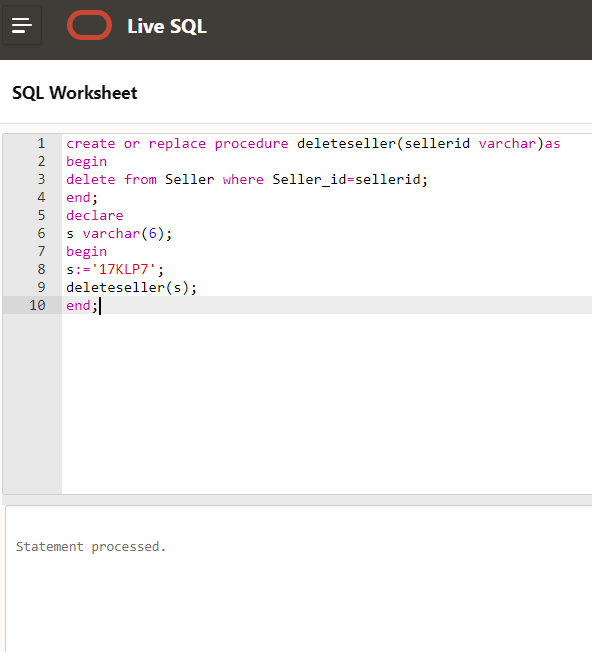 Live SQL
SQL Worksheet
1 create or replace procedure deleteseller(sellerid varchar)as
2 begin
3 delete from Seller where Seller_id=sellerid;
4 end;
5 declare
6 s varchar(6);
7 begin
8 s:='17KLP7';
9 deleteseller(s);
10 end;
Statement processed.